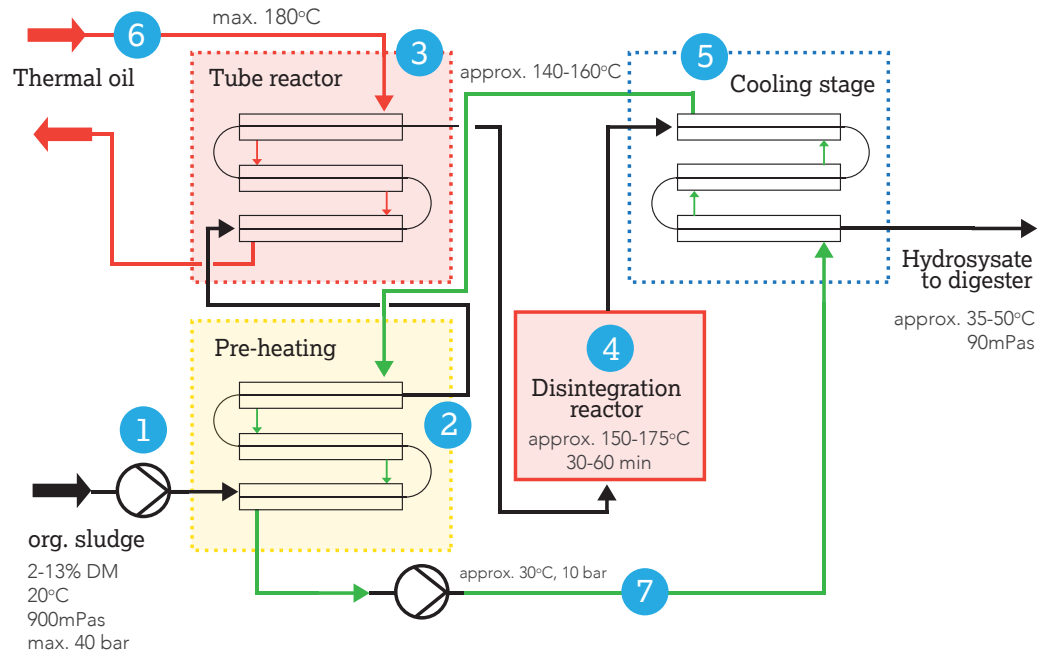 6
max. 180°C
Thermal oil
Tube reactor
3
approx. 140-160°C
5
Cooling stage
Hydrosysate
to digester
approx. 35-50°C
90mPas
Pre-heating
4
Disintegration
reactor
approx. 150-175°C
30-60 min
1
2
org. sludge
2-13% DM
20°C
900mPas
max. 40 bar
approx. 30°C, 10 bar
7